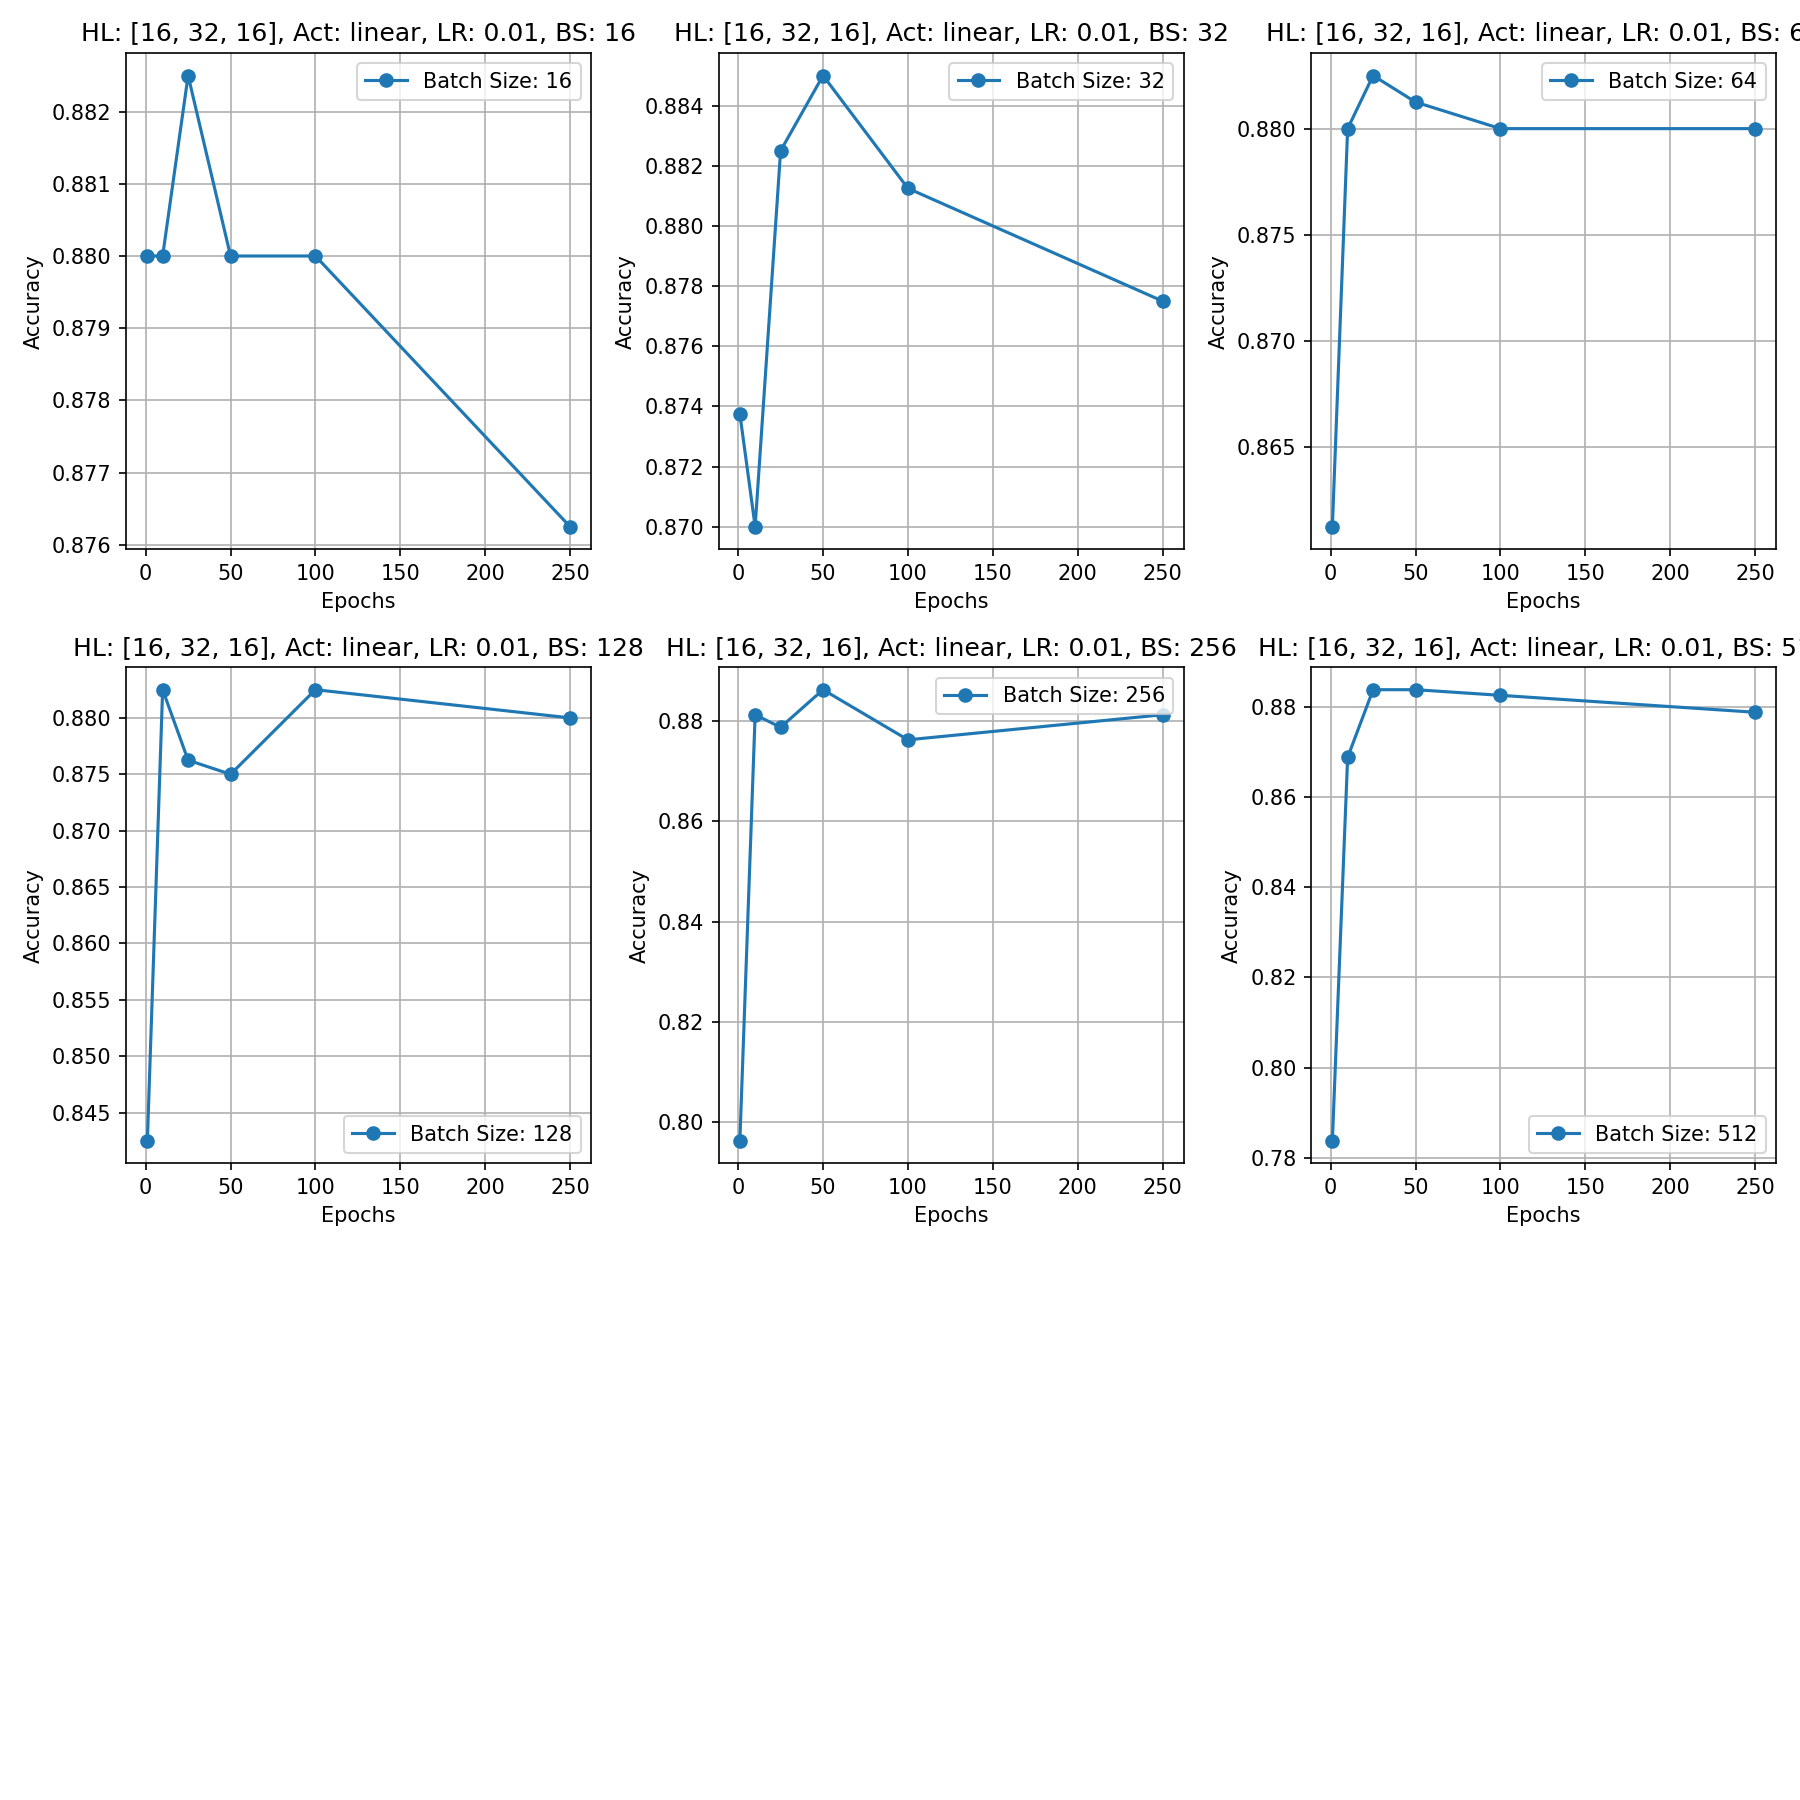 HL: [16, 32, 16], Act: linear, LR: 0.01, BS: 16
Batch Size: 16
Accuracy
0.882
0.881
0.880
0.879
0.878
0.877
0.876
0 50 100 150 200 250
Epochs
HL: [16, 32, 16], Act: linear, LR: 0.01, BS: 32
Batch Size: 32
Accuracy
0.884
0.882
0.880
0.878
0.876
0.874
0.872
0.870
0 50 100 150 200 250
Epochs
HL: [16, 32, 16], Act: linear, LR: 0.01, BS: 6
Batch Size: 64
Accuracy
0.880
0.875
0.870
0.865
0 50 100 150 200 250
Epochs
HL: [16, 32, 16], Act: linear, LR: 0.01, BS: 128
Accuracy
0.880
0.875
0.870
0.865
0.860
0.855
0.850
0.845
Batch Size: 128
0 50 100 150 200 250
Epochs
HL: [16, 32, 16], Act: linear, LR: 0.01, BS: 256
Batch Size: 256
Accuracy
0.88
0.86
0.84
0.82
0.80
0 50 100 150 200 250
Epochs
HL: [16, 32, 16], Act: linear, LR: 0.01, BS: 5
Accuracy
0.88
0.86
0.84
0.82
0.80
0.78
Batch Size: 512
0 50 100 150 200 250
Epochs